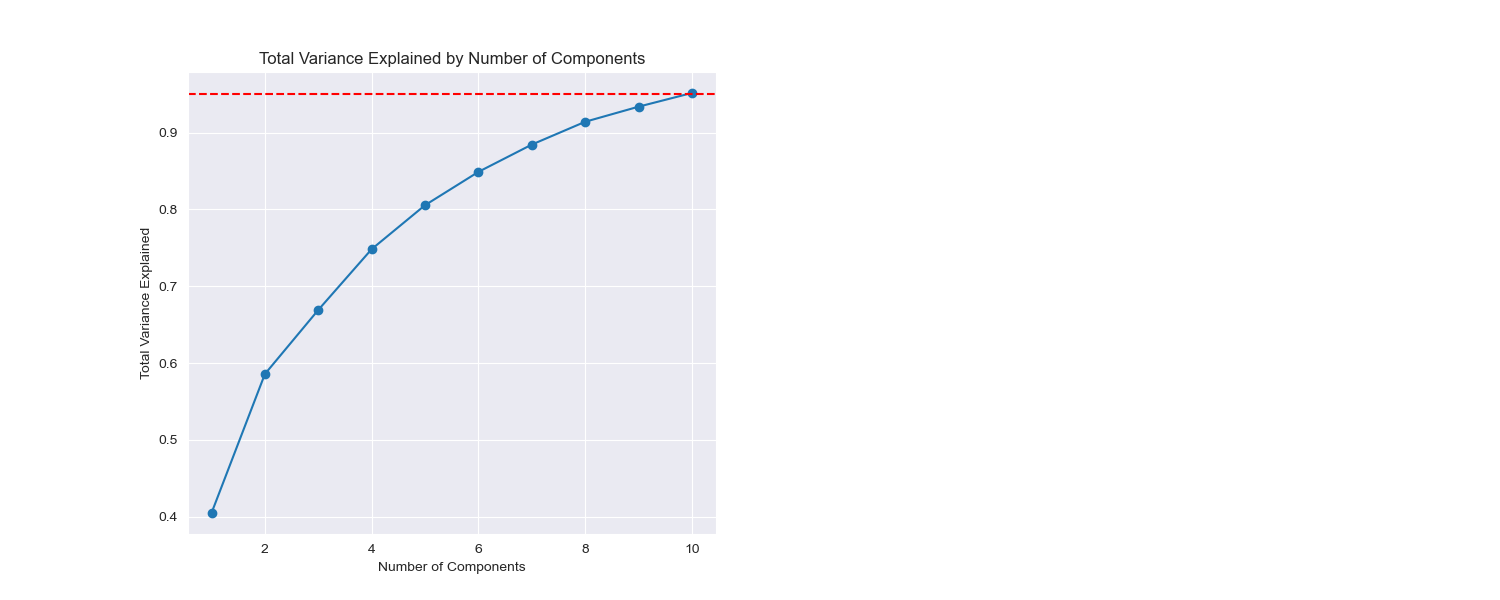 Total Variance Explained by Number of Components
0.9
0.8
0.7
0.6
0.5
0.4
Total Variance Explained
2 4 6 8 10
Number of Components